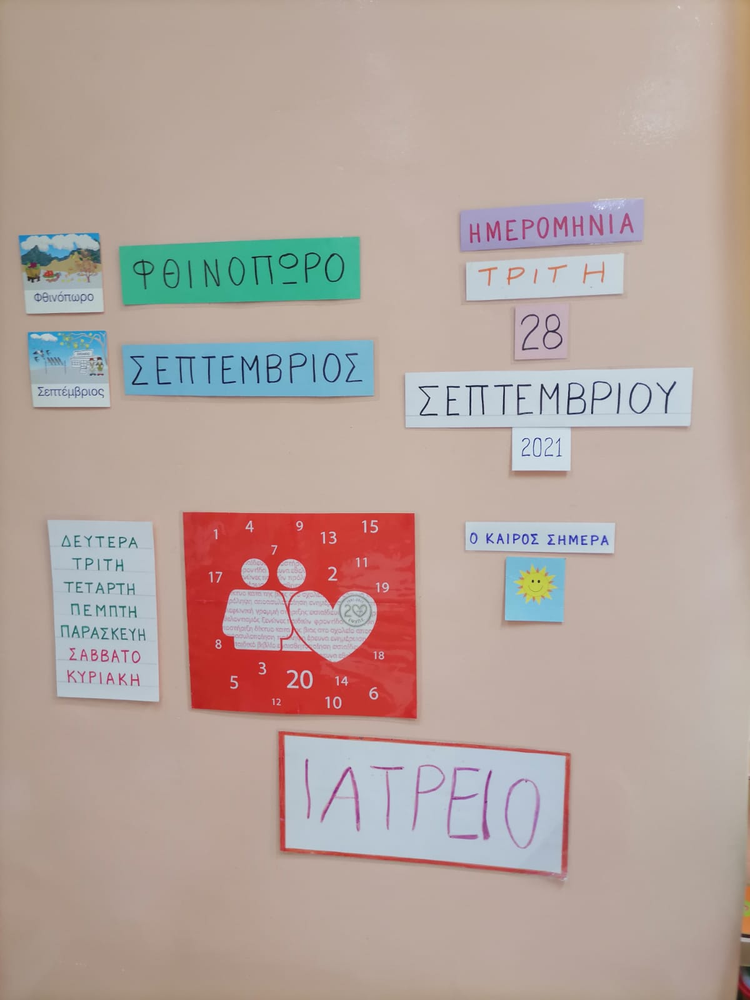 Φθινόπωρο
ΦΘΙΝΟΠΩΡΟ
Σεπτέμβριος
ΣΕΠΤΕΜΒΡΙΟΣ
ΗΜΕΡΟΜΗΝΙΑ
ΤΡΙΤΗ
28
ΣΕΠΤΕΜΒΡΙΟΥ
2021
ΔΕΥΤΕΡΑ
ΤΡΙΤΗ
ΤΕΤΑΡΤΗ
ΠΕΜΠΤΗ
ΠΑΡΑΣΚΕΥΗ
ΣΑΒΒΑΤΟ
ΚΥΡΙΑΚΗ
1 4 9 13 15
7
17 2 11
19
8
18
3
5 20 14 6
12 10
Ο ΚΑΙΡΟΣ ΣΗΜΕΡΑ
ΙΑΤΡΕΙΟ